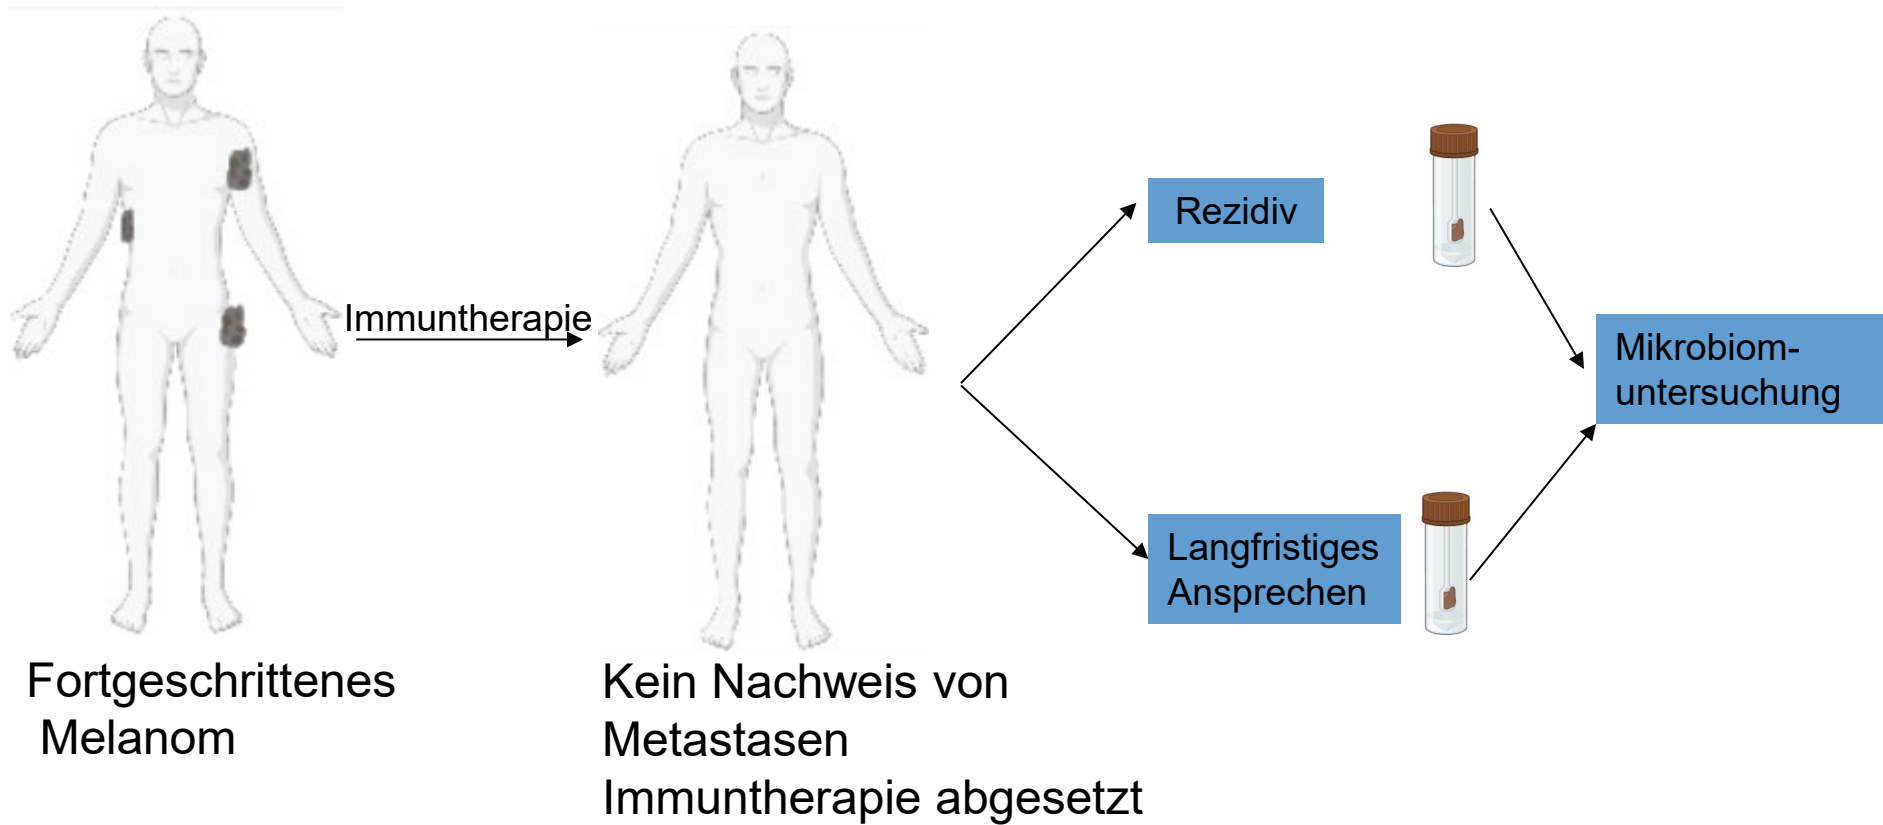 Fortgeschrittenes
Melanom
Immuntherapie
Kein Nachweis von
Metastasen
Immuntherapie abgesetzt
Rezidiv
Langfristiges
Ansprechen
Mikrobiom-
untersuchung